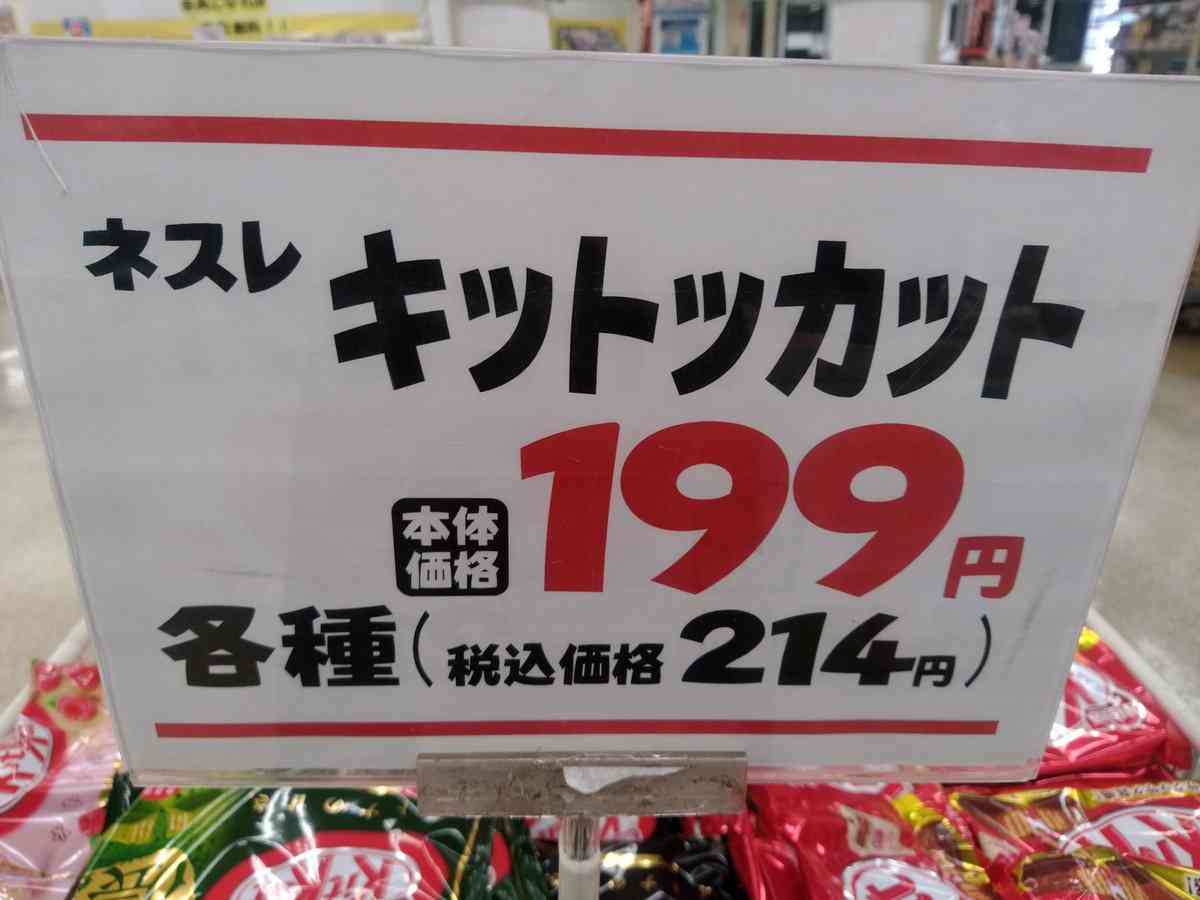 ネスレ キットッカット
本体価格 199円
各種(税込価格 214円)
KitKat